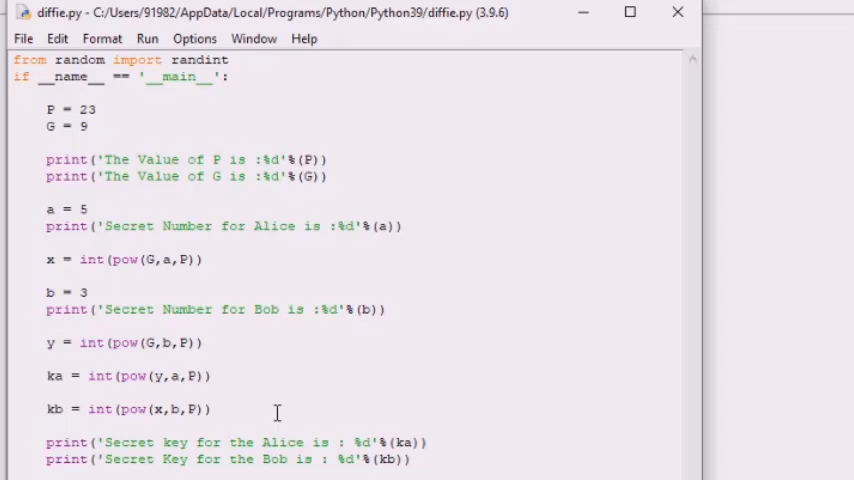 diffie.py - C:/Users/91982/AppData/Local/Programs/Python/Python39/diffie.py (3.9.6)
File Edit Format Run Options Window Help
from random import randint
if __name__ == '__main__':
P = 23
G = 9
print('The Value of P is :%d'%(P))
print('The Value of G is :%d'%(G))
a = 5
print('Secret Number for Alice is :%d'%(a))
x = int(pow(G,a,P))
b = 3
print('Secret Number for Bob is :%d'%(b))
y = int(pow(G,b,P))
ka = int(pow(y,a,P))
kb = int(pow(x,b,P))
print('Secret key for the Alice is : %d'%(ka))
print('Secret Key for the Bob is : %d'%(kb))